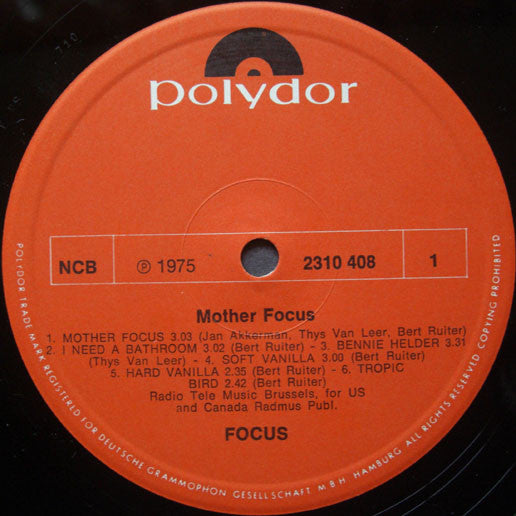 polydor
NCB ℗ 1975 2310 408 1
Mother Focus
1. MOTHER FOCUS 3.03 (Jan Akkerman, Thys Van Leer, Bert Ruiter)
2. I NEED A BATHROOM 3.02 (Bert Ruiter) - 3. BENNIE HELDER 3.31
(Thys Van Leer) - 4. SOFT VANILLA 3.00 (Bert Ruiter)
5. HARD VANILLA 2.35 (Bert Ruiter) - 6. TROPIC
BIRD 2.42 (Bert Ruiter)
Radio Tele Music Brussels, for US
and Canada Radmus Publ.
FOCUS
POLYDOR TRADE MARK REGISTERED FOR DEUTSCHE GRAMMOPHON GESELLSCHAFT MBH HAMBURG ALL RIGHTS RESERVED COPYING PROHIBITED
710